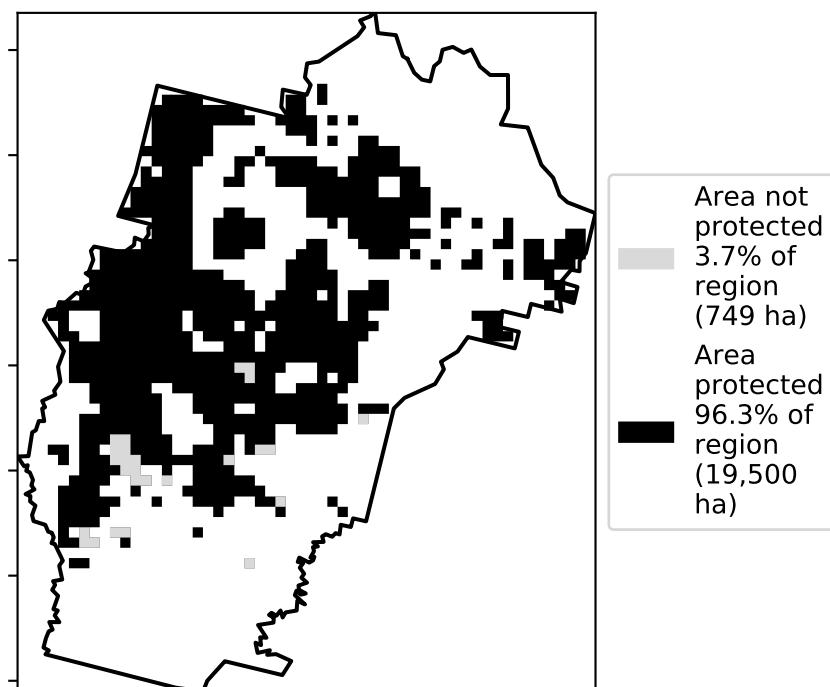 Area not
protected
3.7% of
region
(749 ha)
Area
protected
96.3% of
region
(19,500
ha)